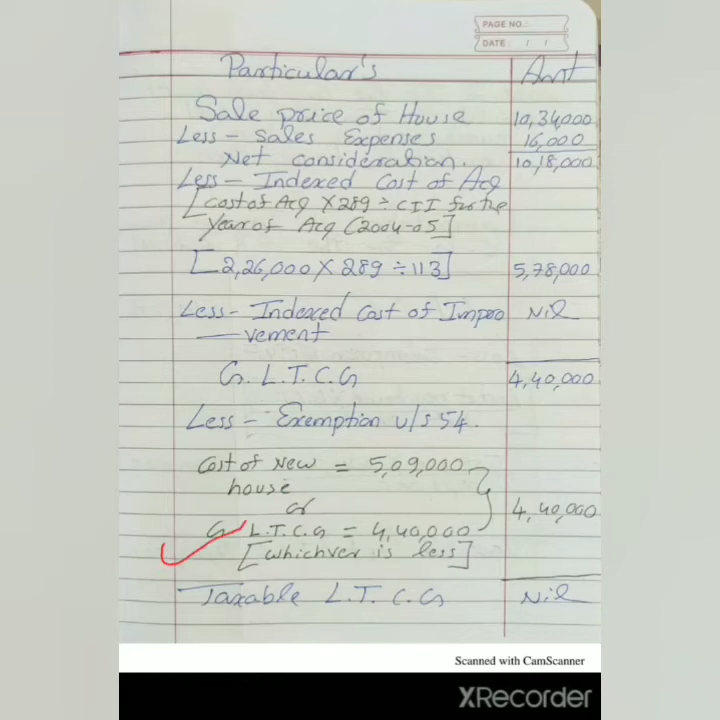 PAGE NO.:
DATE: / /
Particular's Amt
Sale price of House 10,34,000
Less - Sales Expenses 16,000
Net consideration. 10,18,000
Less - Indexed Cost of Acq
[cost of Acq X 289 ÷ CII for the
year of Acq (2004-05]
[2,26,000 X 289 ÷ 113] 5,78,000
Less - Indexed Cost of Impro Nil
—vement
G. L.T.C.G 4,40,000
Less - Exemption u/s 54.
Cost of New = 5,09,000
house
or 4,40,000
G L.T.C.G = 4,40,000
[whichver is less]
Taxable L.T.C.G Nil
Scanned with CamScanner
XRecorder